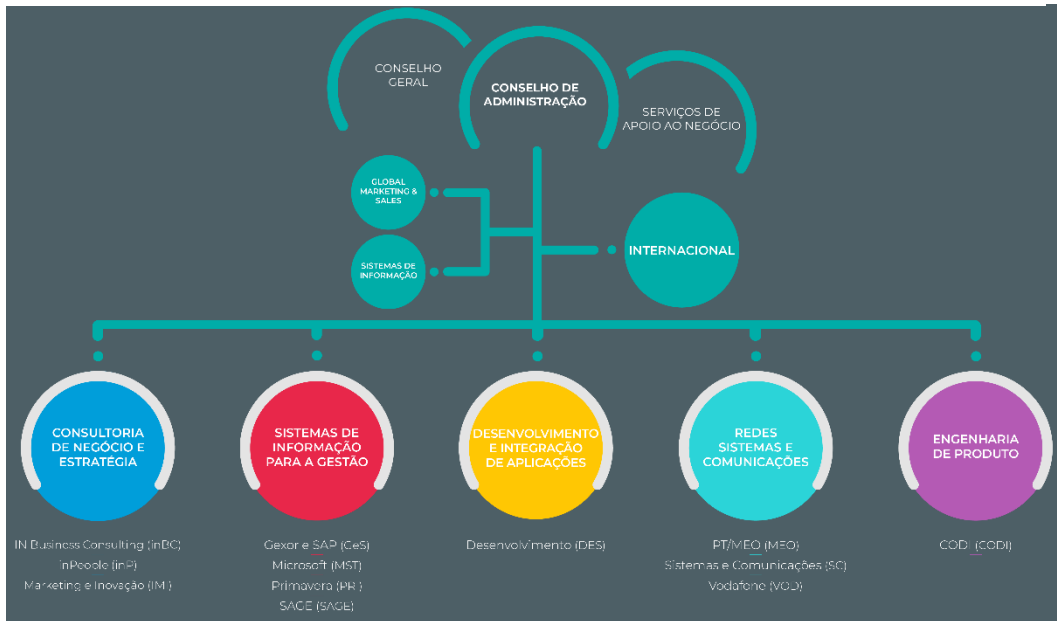 CONSELHO
GERAL
CONSELHO DE
ADMINISTRAÇÃO
SERVIÇOS DE
APOIO AO NEGÓCIO
GLOBAL
MARKETING &
SALES
SISTEMAS DE
INFORMAÇÃO
INTERNACIONAL
CONSULTORIA
DE NEGÓCIO E
ESTRATÉGIA
SISTEMAS DE
INFORMAÇÃO
PARA A GESTÃO
DESENVOLVIMENTO
E INTEGRAÇÃO
DE APLICAÇÕES
REDES
SISTEMAS E
COMUNICAÇÕES
ENGENHARIA
DE PRODUTO
IN Business Consulting (inBC)
inPeople (inP)
Marketing e Inovação (IMI)
Gexor e SAP (GeS)
Microsoft (MST)
Primavera (PRI)
SAGE (SAGE)
Desenvolvimento (DES)
PT/MEO (MEO)
Sistemas e Comunicações (SC)
Vodafone (VOD)
CODI (CODI)